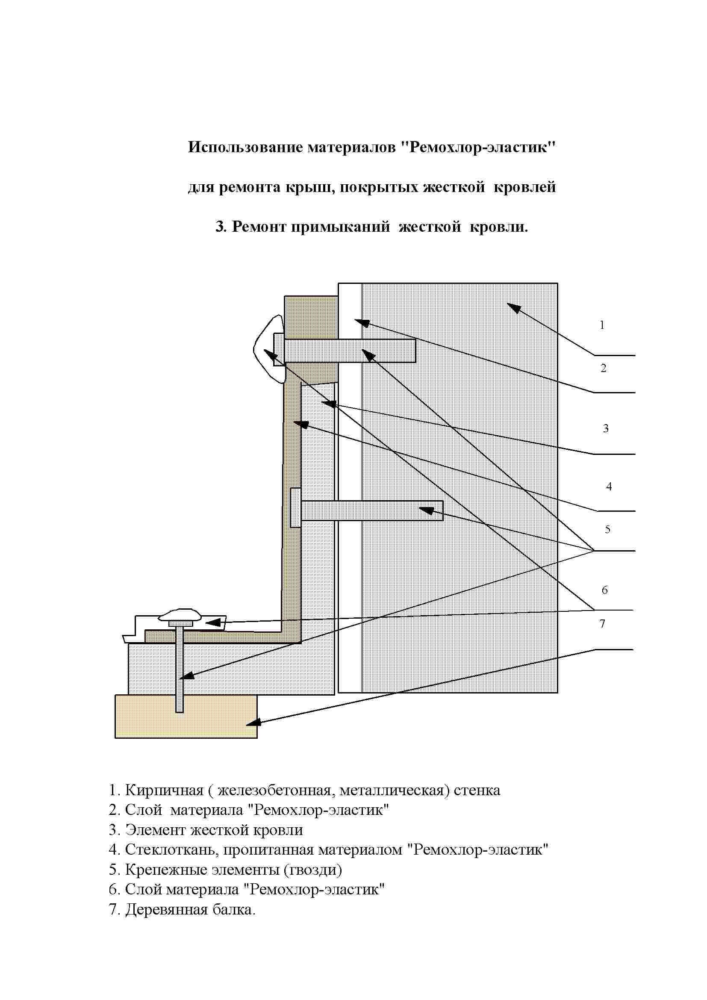 Использование материалов "Ремохлор-эластик"
для ремонта крыш, покрытых жесткой кровлей
3. Ремонт примыканий жесткой кровли.
1
2
3
4
5
6
7
1. Кирпичная ( железобетонная, металлическая) стенка
2. Слой материала "Ремохлор-эластик"
3. Элемент жесткой кровли
4. Стеклоткань, пропитанная материалом "Ремохлор-эластик"
5. Крепежные элементы (гвозди)
6. Слой материала "Ремохлор-эластик"
7. Деревянная балка.